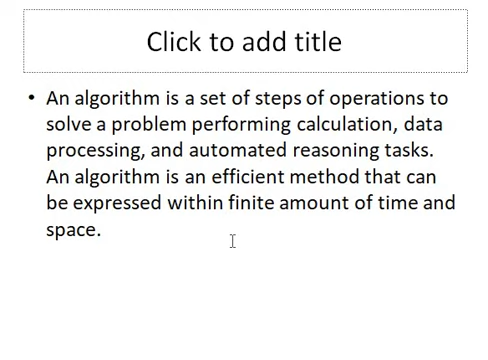 Click to add title
• An algorithm is a set of steps of operations to
solve a problem performing calculation, data
processing, and automated reasoning tasks.
An algorithm is an efficient method that can
be expressed within finite amount of time and
space.